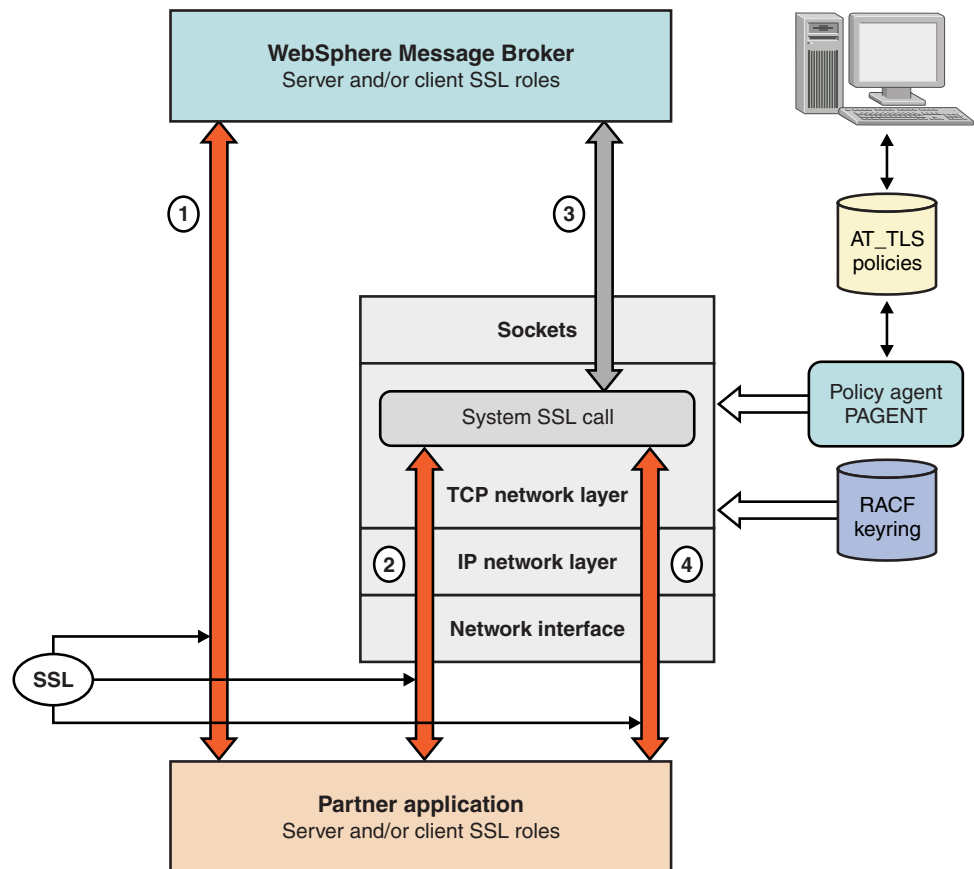 WebSphere Message Broker
Server and/or client SSL roles
1
3
AT_TLS
policies
Sockets
Policy agent
PAGENT
System SSL call
TCP network layer
RACF
keyring
2
IP network layer
4
Network interface
SSL
Partner application
Server and/or client SSL roles